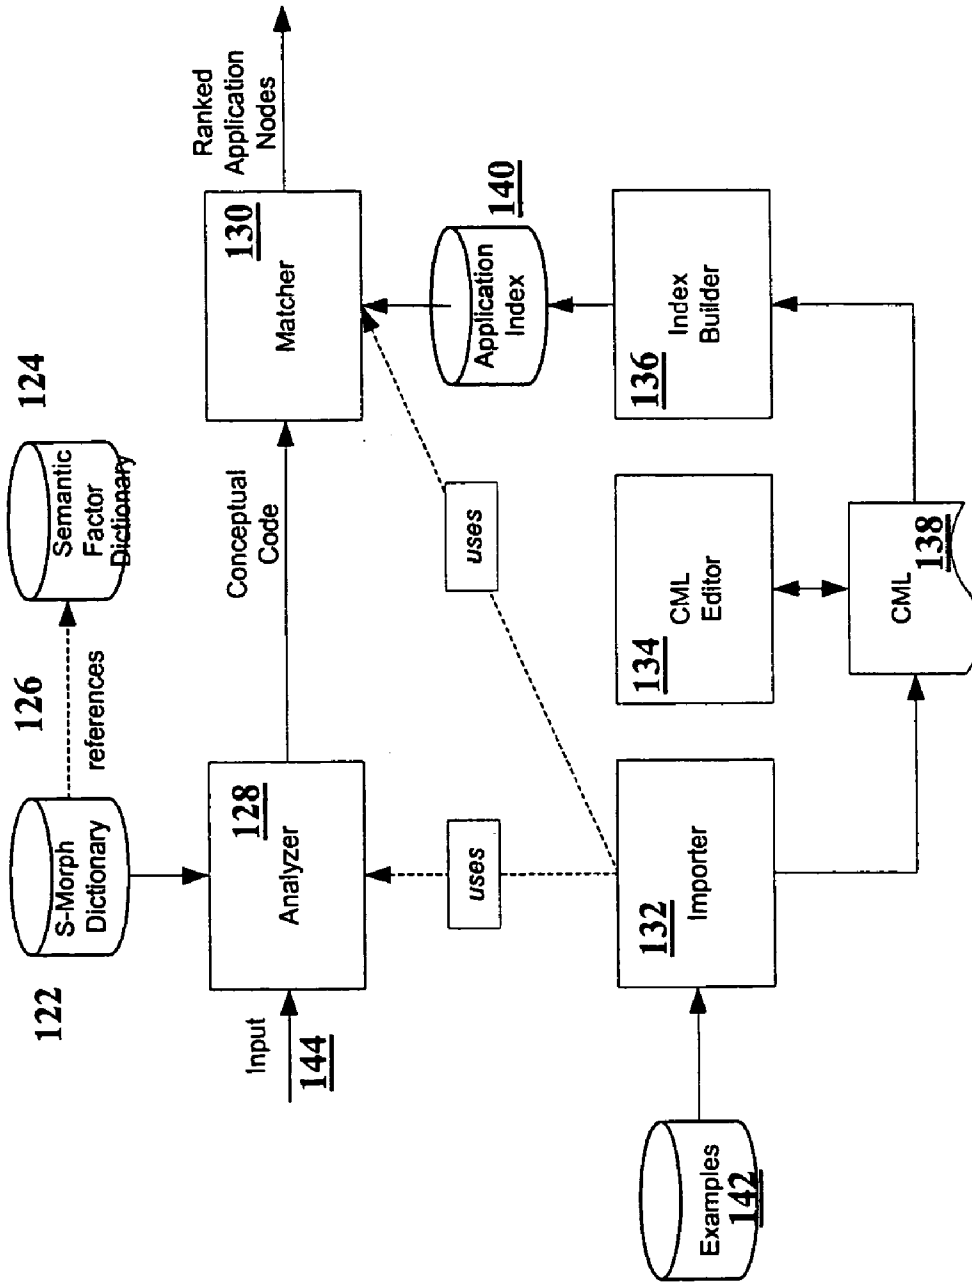 122
S-Morph
Dictionary
126
references
124
Semantic
Factor
Dictionary
Input
144
128
Analyzer
Conceptual
Code
130
Matcher
Ranked
Application
Nodes
uses
uses
140
Application
Index
Examples
142
132
Importer
134
CML
Editor
136
Index
Builder
CML
138